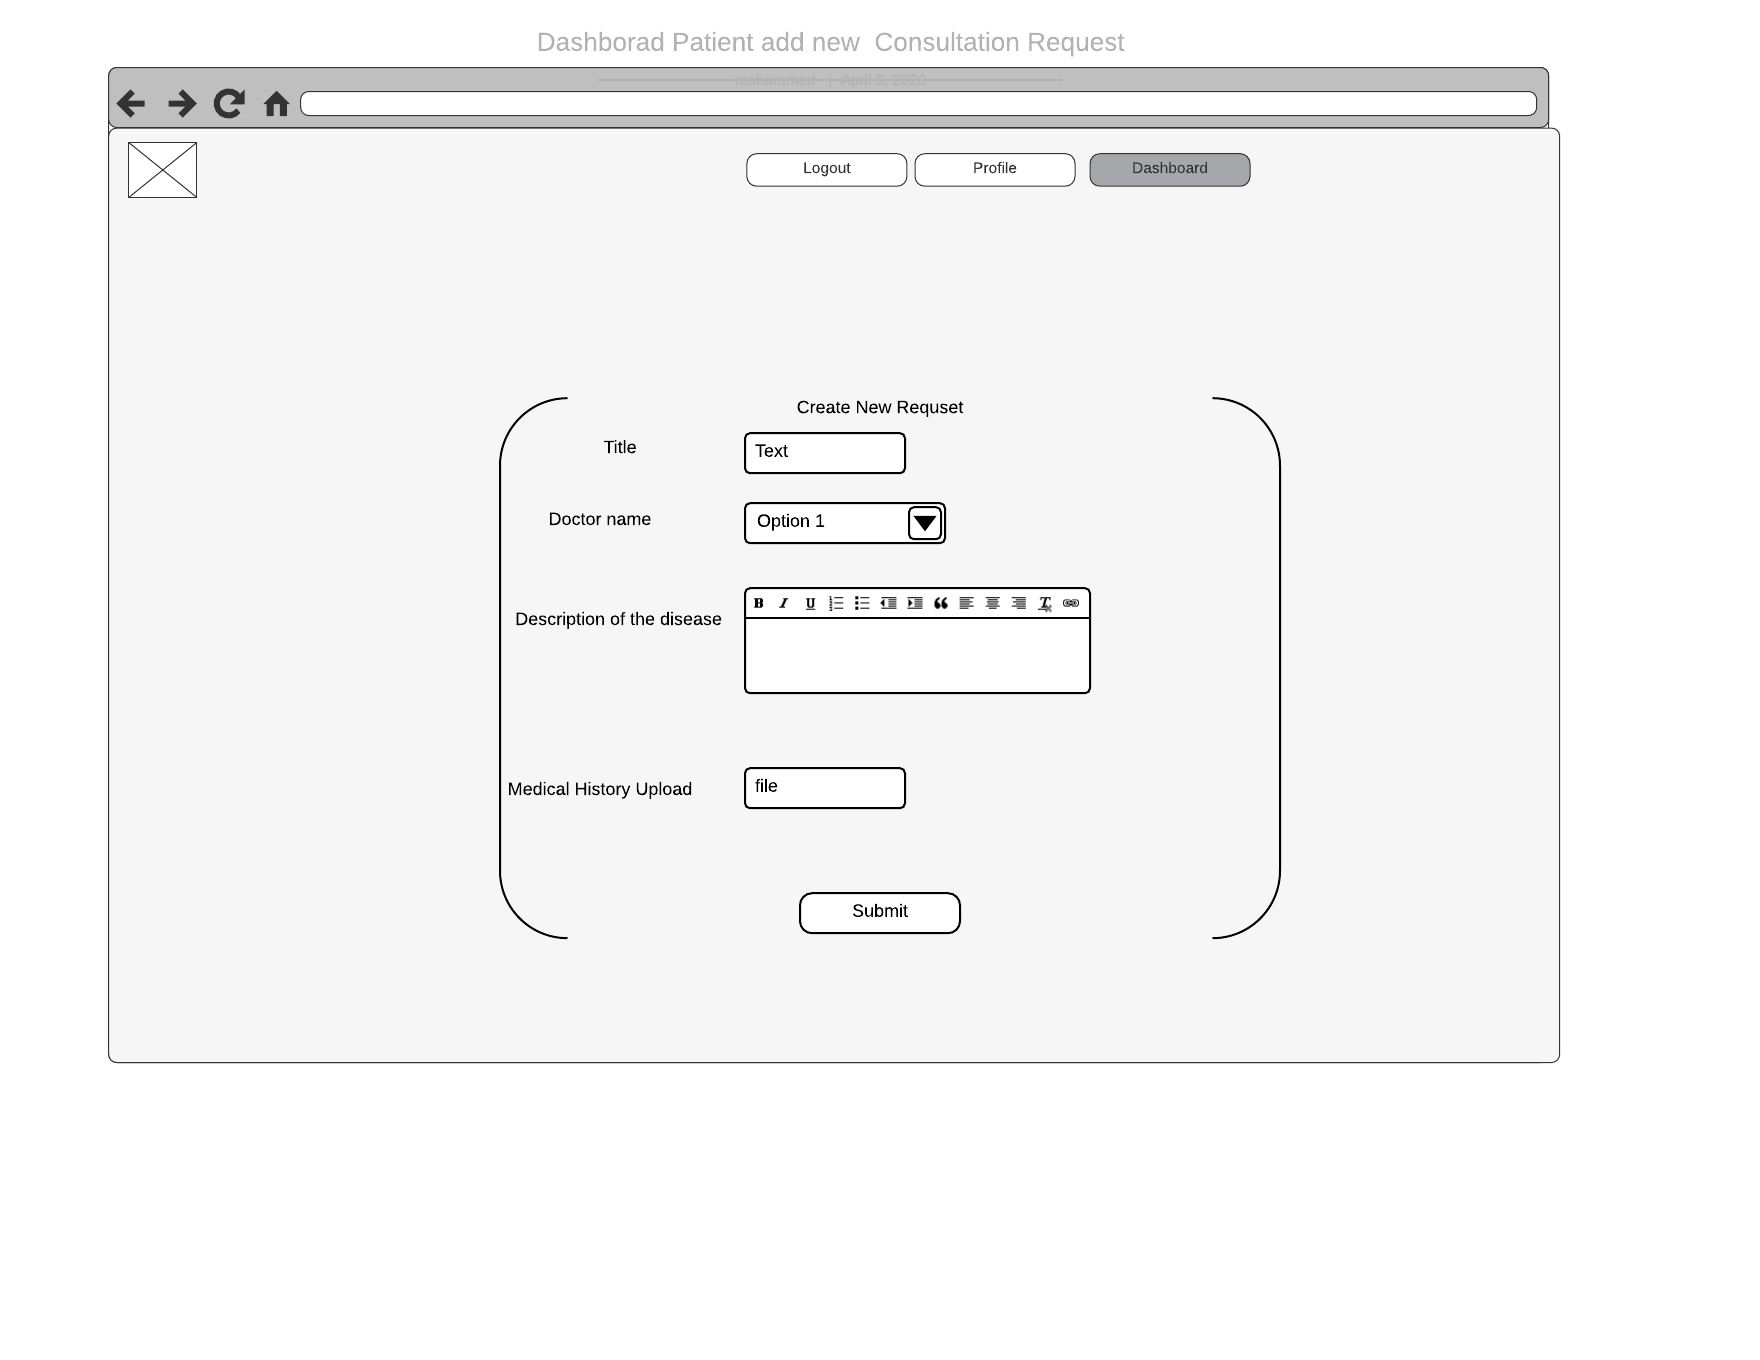 Dashborad Patient add new  Consultation Request
mohammed | April 6, 2020
Logout
Profile
Dashboard
Create New Requset
Title
Text
Doctor name
Option 1
Description of the disease
Medical History Upload
file
Submit